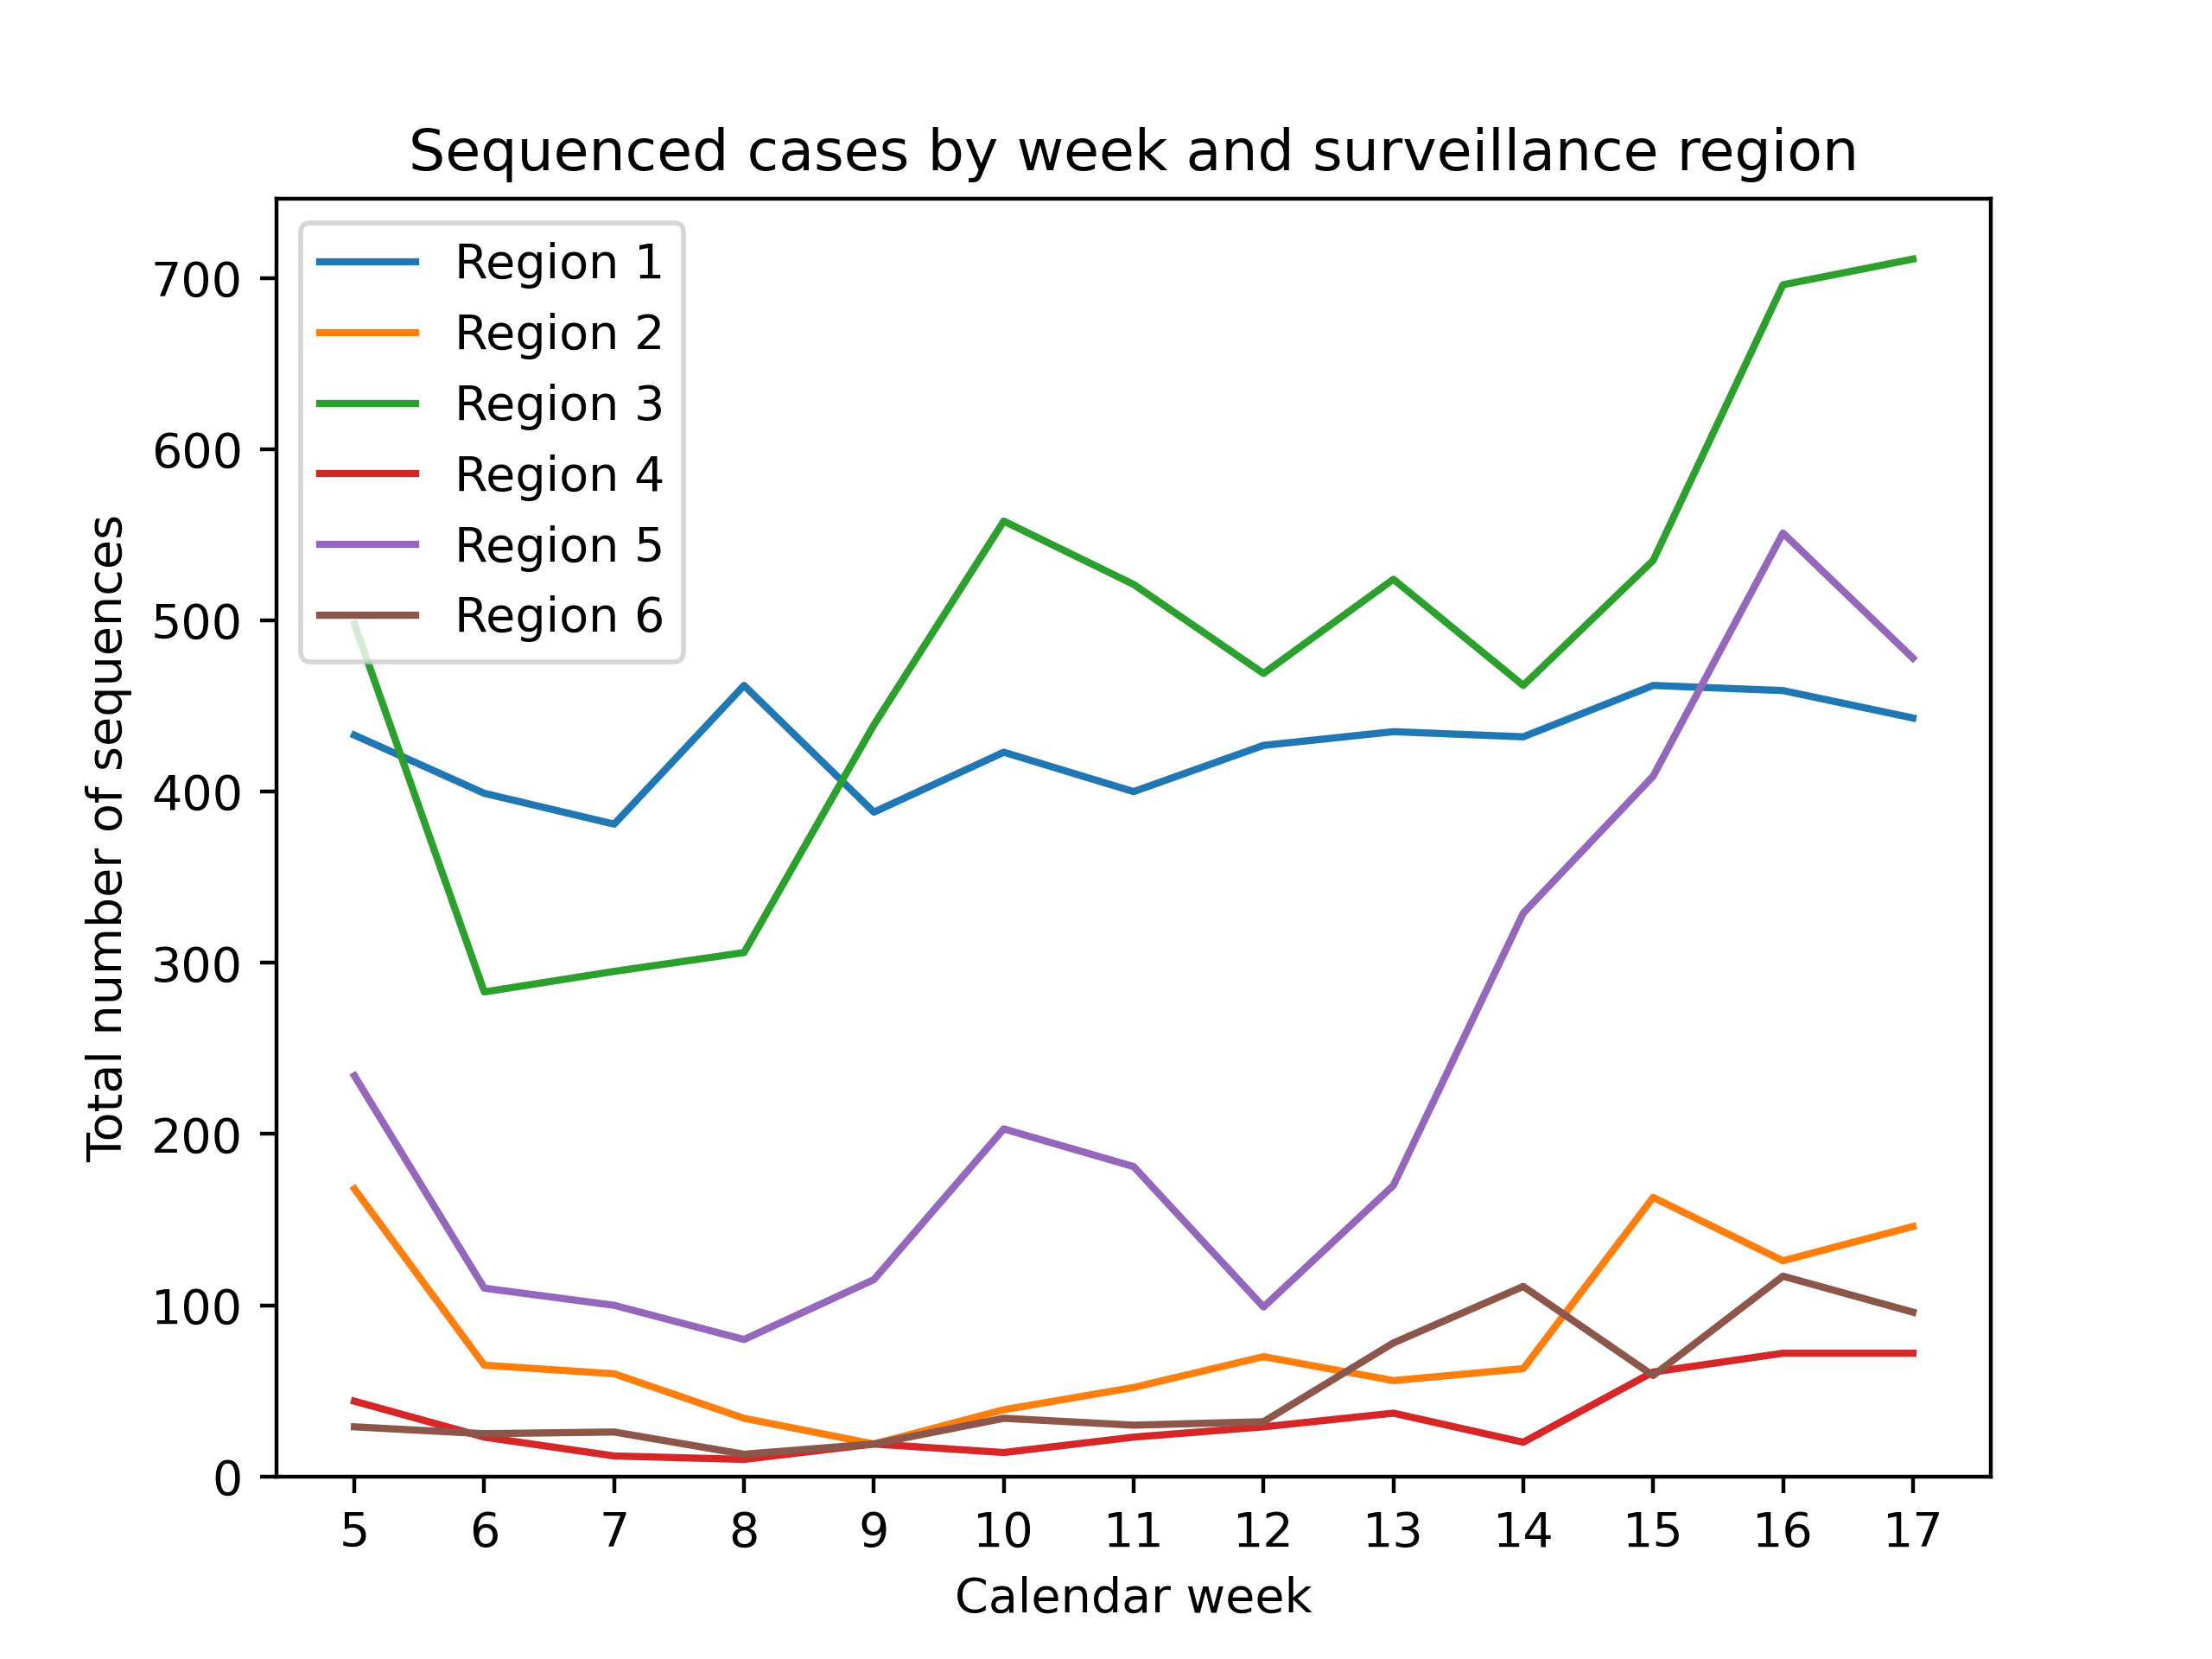 Sequenced cases by week and surveillance region
Region 1
Region 2
Region 3
Region 4
Region 5
Region 6
700
600
500
400
300
200
100
0
Total number of sequences
5 6 7 8 9 10 11 12 13 14 15 16 17
Calendar week